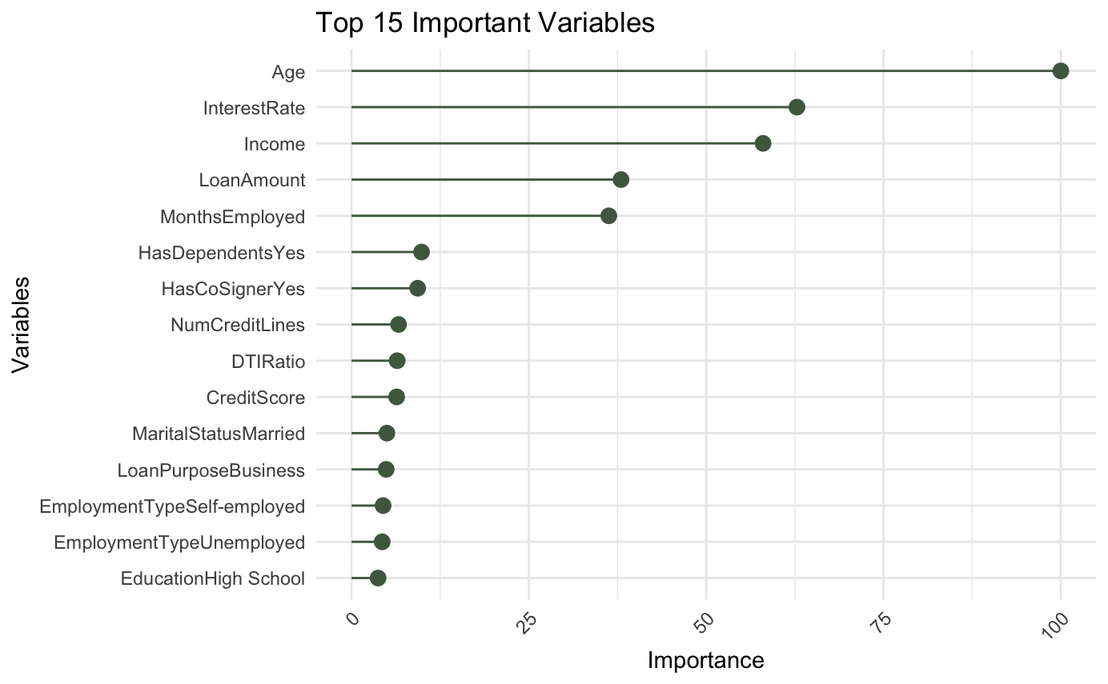 Top 15 Important Variables
Age
InterestRate
Income
LoanAmount
MonthsEmployed
HasDependentsYes
HasCoSignerYes
NumCreditLines
DTIRatio
CreditScore
MaritalStatusMarried
LoanPurposeBusiness
EmploymentTypeSelf-employed
EmploymentTypeUnemployed
EducationHigh School
Variables
0
25
50
75
100
Importance